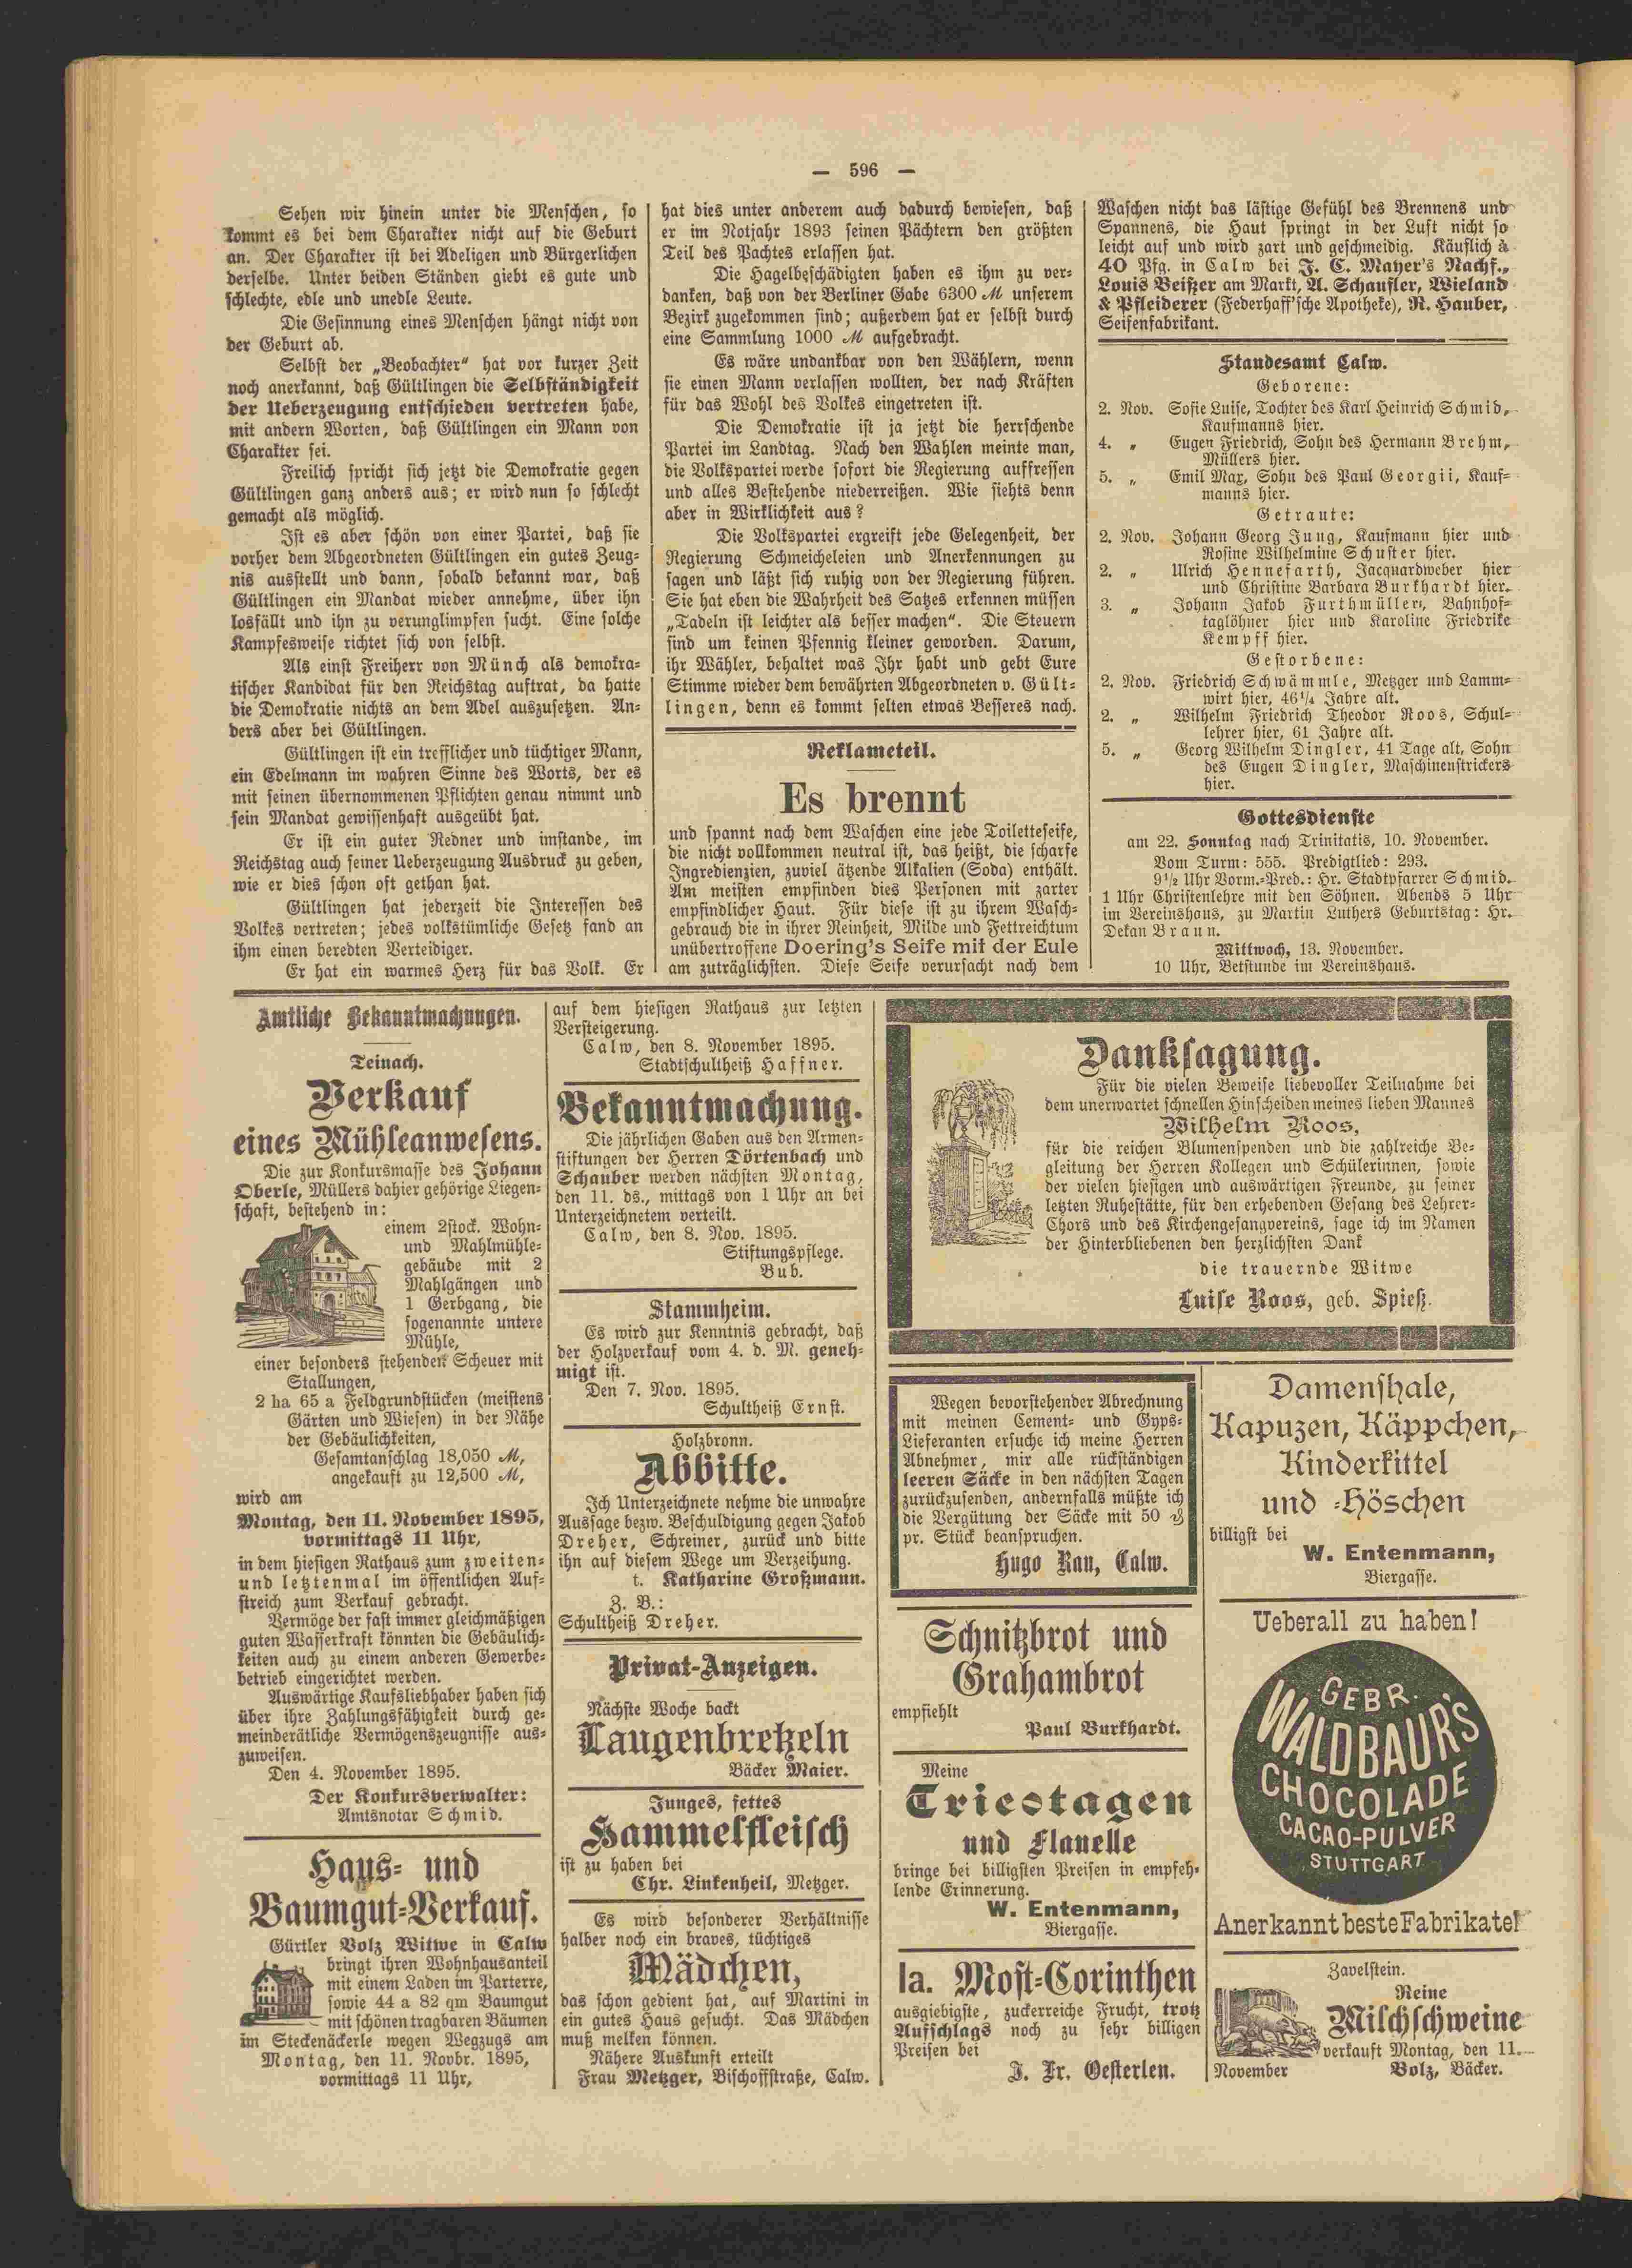 — 596 —
Sehen wir hinein unter die Menschen, so
kommt es bei dem Charakter nicht auf die Geburt
an. Der Charakter ist bei Adeligen und Bürgerlichen
derselbe. Unter beiden Ständen giebt es gute und
schlechte, edle und unedle Leute.
Die Gesinnung eines Menschen hängt nicht von
der Geburt ab.
Selbst der „Beobachter“ hat vor kurzer Zeit
noch anerkannt, daß Gültlingen die Selbständigkeit
der Ueberzeugung entschieden vertreten habe,
mit andern Worten, daß Gültlingen ein Mann von
Charakter sei.
Freilich spricht sich jetzt die Demokratie gegen
Gültlingen ganz anders aus; er wird nun so schlecht
gemacht als möglich.
Ist es aber schön von einer Partei, daß sie
vorher dem Abgeordneten Gültlingen ein gutes Zeug-
nis ausstellt und dann, sobald bekannt war, daß
Gültlingen ein Mandat wieder annehme, über ihn
losfällt und ihn zu verunglimpfen sucht. Eine solche
Kampfesweise richtet sich von selbst.
Als einst Freiherr von Münch als demokra-
tischer Kandidat für den Reichstag auftrat, da hatte
die Demokratie nichts an dem Adel auszusetzen. An-
ders aber bei Gültlingen.
Gültlingen ist ein trefflicher und tüchtiger Mann,
ein Edelmann im wahren Sinne des Worts, der es
mit seinen übernommenen Pflichten genau nimmt und
sein Mandat gewissenhaft ausgeübt hat.
Er ist ein guter Redner und imstande, im
Reichstag auch seiner Ueberzeugung Ausdruck zu geben,
wie er dies schon oft gethan hat.
Gültlingen hat jederzeit die Interessen des
Volkes vertreten; jedes volkstümliche Gesetz fand an
ihm einen beredten Verteidiger.
Er hat ein warmes Herz für das Volk. Er
hat dies unter anderem auch dadurch bewiesen, daß
er im Notjahr 1893 seinen Pächtern den größten
Teil des Pachtes erlassen hat.
Die Hagelbeschädigten haben es ihm zu ver-
danken, daß von der Berliner Gabe 6300 ℳ unserem
Bezirk zugekommen sind; außerdem hat er selbst durch
eine Sammlung 1000 ℳ aufgebracht.
Es wäre undankbar von den Wählern, wenn
sie einen Mann verlassen wollten, der nach Kräften
für das Wohl des Volkes eingetreten ist.
Die Demokratie ist ja jetzt die herrschende
Partei im Landtag. Nach den Wahlen meinte man,
die Volkspartei werde sofort die Regierung auffressen
und alles Bestehende niederreißen. Wie siehts denn
aber in Wirklichkeit aus?
Die Volkspartei ergreift jede Gelegenheit, der
Regierung Schmeicheleien und Anerkennungen zu
sagen und läßt sich ruhig von der Regierung führen.
Sie hat eben die Wahrheit des Satzes erkennen müssen
„Tadeln ist leichter als besser machen“. Die Steuern
sind um keinen Pfennig kleiner geworden. Darum,
ihr Wähler, behaltet was Ihr habt und gebt Eure
Stimme wieder dem bewährten Abgeordneten v. Gült-
lingen, denn es kommt selten etwas Besseres nach.
Reklameteil.
Es brennt
und spannt nach dem Waschen eine jede Toiletteseife,
die nicht vollkommen neutral ist, das heißt, die scharfe
Ingredienzien, zuviel ätzende Alkalien (Soda) enthält.
Am meisten empfinden dies Personen mit zarter
empfindlicher Haut. Für diese ist zu ihrem Wasch-
gebrauch die in ihrer Reinheit, Milde und Fettreichtum
unübertroffene Doering's Seife mit der Eule
am zuträglichsten. Diese Seife verursacht nach dem
Waschen nicht das lästige Gefühl des Brennens und
Spannens, die Haut springt in der Luft nicht so
leicht auf und wird zart und geschmeidig. Käuflich à
40 Pfg. in Calw bei J. C. Mayer's Nachf.,
Louis Beißer am Markt, A. Schaufler, Wieland
& Pfleiderer (Federhaff'sche Apotheke), R. Hauber,
Seifenfabrikant.
Standesamt Calw.
Geborene:
2. Nov. Sofie Luise, Tochter des Karl Heinrich Schmid,
Kaufmanns hier.
4. „ Eugen Friedrich, Sohn des Hermann Brehm,
Müllers hier.
5. „ Emil Max, Sohn des Paul Georgii, Kauf-
manns hier.
Getraute:
2. Nov. Johann Georg Jung, Kaufmann hier und
Rosine Wilhelmine Schuster hier.
2. „ Ulrich Hennefarth, Jacquardweber hier
und Christine Barbara Burkhardt hier.
3. „ Johann Jakob Furthmüller, Bahnhof-
taglöhner hier und Karoline Friedrike
Kempff hier.
Gestorbene:
2. Nov. Friedrich Schwämmle, Metzger und Lamm-
wirt hier, 46¼ Jahre alt.
2. „ Wilhelm Friedrich Theodor Roos, Schul-
lehrer hier, 61 Jahre alt.
5. „ Georg Wilhelm Dingler, 41 Tage alt, Sohn
des Eugen Dingler, Maschinenstrickers
hier.
Gottesdienste
am 22. Sonntag nach Trinitatis, 10. November.
Vom Turm: 555. Predigtlied: 293.
9½ Uhr Vorm.-Pred.: Hr. Stadtpfarrer Schmid.
1 Uhr Christenlehre mit den Söhnen. Abends 5 Uhr
im Vereinshaus, zu Martin Luthers Geburtstag: Hr.
Dekan Braun.
Mittwoch, 13. November.
10 Uhr, Betstunde im Vereinshaus.
Amtliche Bekanntmachungen.
Teinach.
Verkauf
eines Mühleanwesens.
Die zur Konkursmasse des Johann
Oberle, Müllers dahier gehörige Liegen-
schaft, bestehend in:
einem 2stock. Wohn-
und Mahlmühle-
gebäude mit 2
Mahlgängen und
1 Gerbgang, die
sogenannte untere
Mühle,
einer besonders stehenden Scheuer mit
Stallungen,
2 ha 65 a Feldgrundstücken (meistens
Gärten und Wiesen) in der Nähe
der Gebäulichkeiten,
Gesamtanschlag 18,050 ℳ,
angekauft zu 12,500 ℳ,
wird am
Montag, den 11. November 1895,
vormittags 11 Uhr,
in dem hiesigen Rathaus zum zweiten-
und letztenmal im öffentlichen Auf-
streich zum Verkauf gebracht.
Vermöge der fast immer gleichmäßigen
guten Wasserkraft könnten die Gebäulich-
keiten auch zu einem anderen Gewerbe-
betrieb eingerichtet werden.
Auswärtige Kaufsliebhaber haben sich
über ihre Zahlungsfähigkeit durch ge-
meinderätliche Vermögenszeugnisse aus-
zuweisen.
Den 4. November 1895.
Der Konkursverwalter:
Amtsnotar Schmid.
Haus- und
Baumgut-Verkauf.
Gürtler Volz Witwe in Calw
bringt ihren Wohnhausanteil
mit einem Laden im Parterre,
sowie 44 a 82 qm Baumgut
mit schönen tragbaren Bäumen
im Steckenäckerle wegen Wegzugs am
Montag, den 11. Novbr. 1895,
vormittags 11 Uhr,
auf dem hiesigen Rathaus zur letzten
Versteigerung.
Calw, den 8. November 1895.
Stadtschultheiß Haffner.
Bekanntmachung.
Die jährlichen Gaben aus den Armen-
stiftungen der Herren Dörtenbach und
Schauber werden nächsten Montag,
den 11. ds., mittags von 1 Uhr an bei
Unterzeichnetem verteilt.
Calw, den 8. Nov. 1895.
Stiftungspflege.
Bub.
Stammheim.
Es wird zur Kenntnis gebracht, daß
der Holzverkauf vom 4. d. M. geneh-
migt ist.
Den 7. Nov. 1895.
Schultheiß Ernst.
Holzbronn.
Abbitte.
Ich Unterzeichnete nehme die unwahre
Aussage bezw. Beschuldigung gegen Jakob
Dreher, Schreiner, zurück und bitte
ihn auf diesem Wege um Verzeihung.
t. Katharine Großmann.
Z. B.:
Schultheiß Dreher.
Privat-Anzeigen.
Nächste Woche backt
Laugenbretzeln
Bäcker Maier.
Junges, fettes
Hammelfleisch
ist zu haben bei
Chr. Linkenheil, Metzger.
Es wird besonderer Verhältnisse
halber noch ein braves, tüchtiges
Mädchen,
das schon gedient hat, auf Martini in
ein gutes Haus gesucht. Das Mädchen
muß melken können.
Nähere Auskunft erteilt
Frau Metzger, Bischoffstraße, Calw.
Danksagung.
Für die vielen Beweise liebevoller Teilnahme bei
dem unerwartet schnellen Hinscheiden meines lieben Mannes
Wilhelm Roos,
für die reichen Blumenspenden und die zahlreiche Be-
gleitung der Herren Kollegen und Schülerinnen, sowie
der vielen hiesigen und auswärtigen Freunde, zu seiner
letzten Ruhestätte, für den erhebenden Gesang des Lehrer-
Chors und des Kirchengesangvereins, sage ich im Namen
der Hinterbliebenen den herzlichsten Dank
die trauernde Witwe
Luise Roos, geb. Spieß.
Wegen bevorstehender Abrechnung
mit meinen Cement- und Gyps-
Lieferanten ersuche ich meine Herren
Abnehmer, mir alle rückständigen
leeren Säcke in den nächsten Tagen
zurückzusenden, andernfalls müßte ich
die Vergütung der Säcke mit 50 ₰
pr. Stück beanspruchen.
Hugo Rau, Calw.
Schnitzbrot und
Grahambrot
empfiehlt
Paul Burkhardt.
Meine
Tricotagen
und Flanelle
bringe bei billigsten Preisen in empfeh-
lende Erinnerung.
W. Entenmann,
Biergasse.
Ia. Most-Corinthen
ausgiebigste, zuckerreiche Frucht, trotz
Aufschlags noch zu sehr billigen
Preisen bei
J. Fr. Oesterlen.
Damenshale,
Kapuzen, Käppchen,
Kinderkittel
und -Höschen
billigst bei
W. Entenmann,
Biergasse.
Ueberall zu haben!
GEBR.
WALDBAUR'S
CHOCOLADE
CACAO-PULVER
STUTTGART
Anerkannt beste Fabrikate!
Zavelstein.
Reine
Milchschweine
verkauft Montag, den 11.
November Volz, Bäcker.